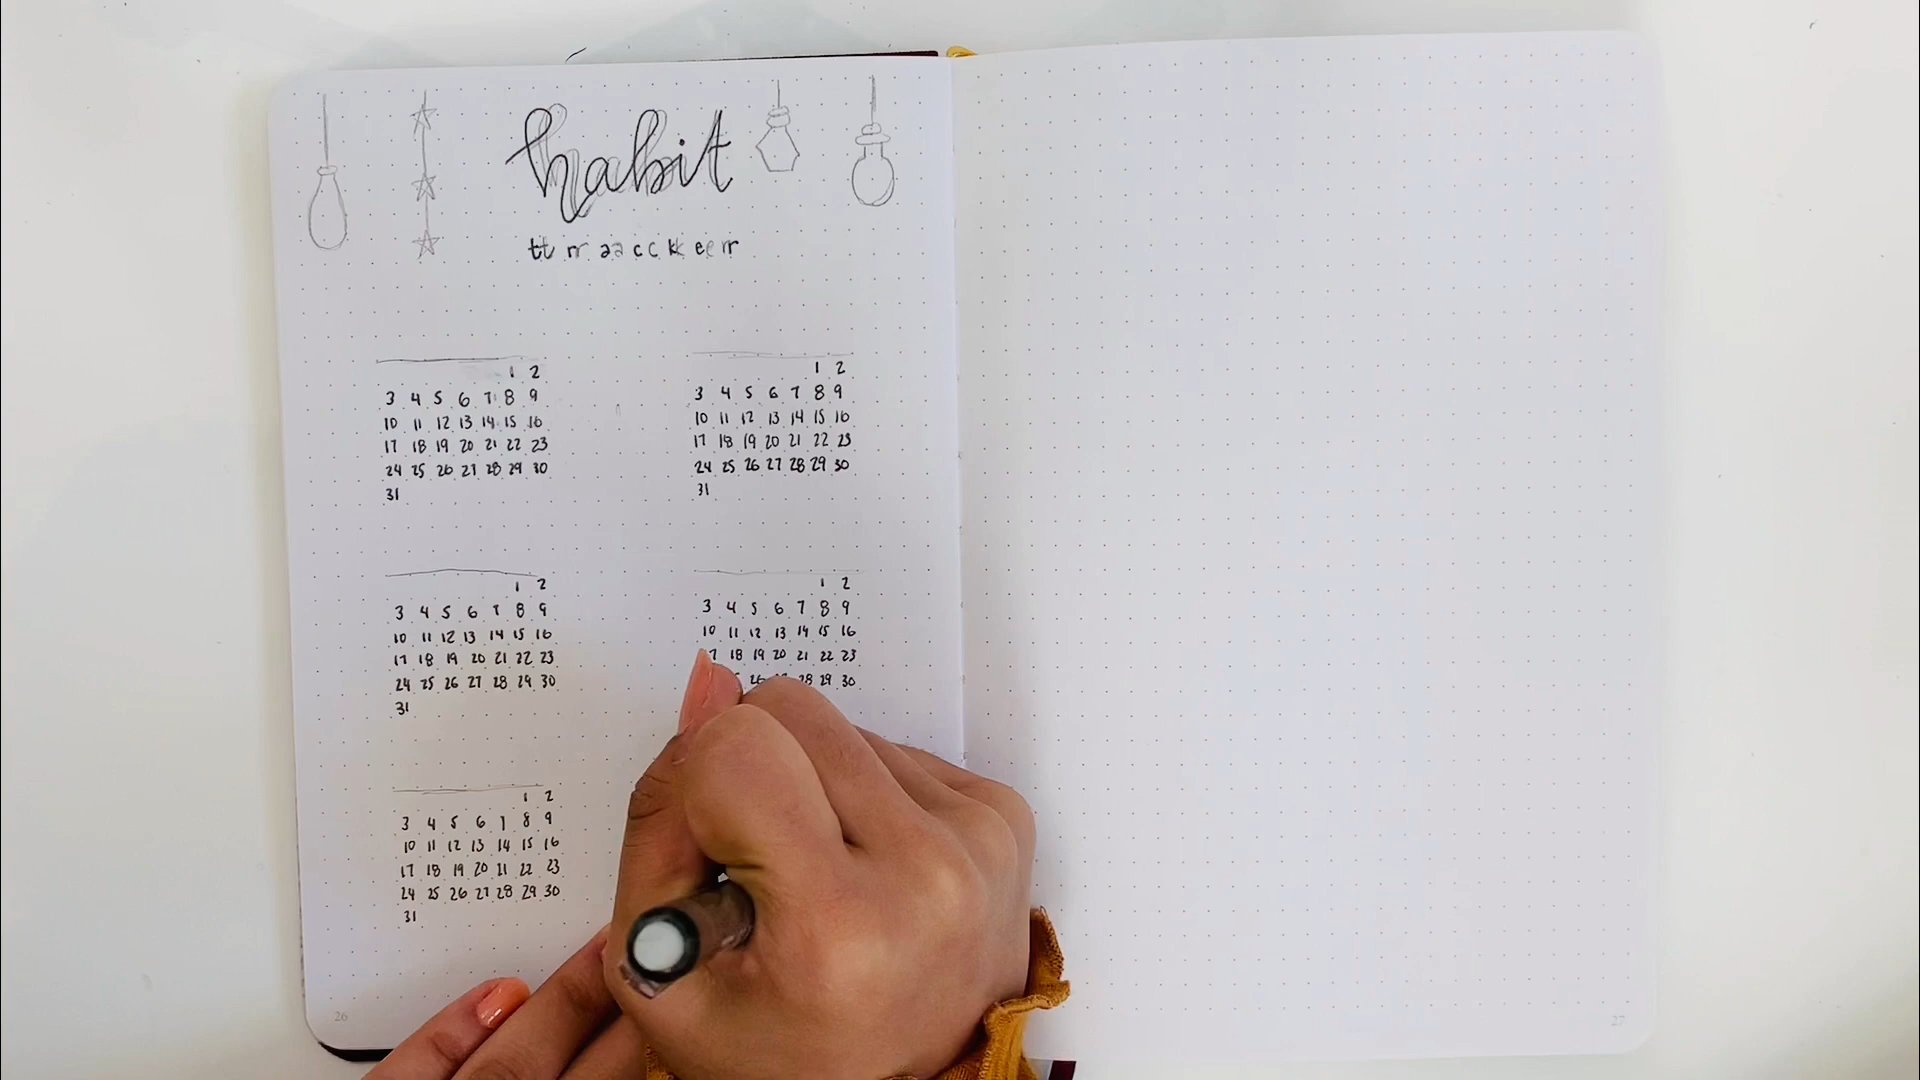 habit
tracker
1 2
3 4 5 6 7 8 9
10 11 12 13 14 15 16
17 18 19 20 21 22 23
24 25 26 27 28 29 30
31
1 2
3 4 5 6 7 8 9
10 11 12 13 14 15 16
17 18 19 20 21 22 23
24 25 26 27 28 29 30
31
1 2
3 4 5 6 7 8 9
10 11 12 13 14 15 16
17 18 19 20 21 22 23
24 25 26 27 28 29 30
31
1 2
3 4 5 6 7 8 9
10 11 12 13 14 15 16
18 19 20 21 22 23
26 28 29 30
1 2
3 4 5 6 7 8 9
10 11 12 13 14 15 16
17 18 19 20 21 22 23
24 25 26 27 28 29 30
31
26
27